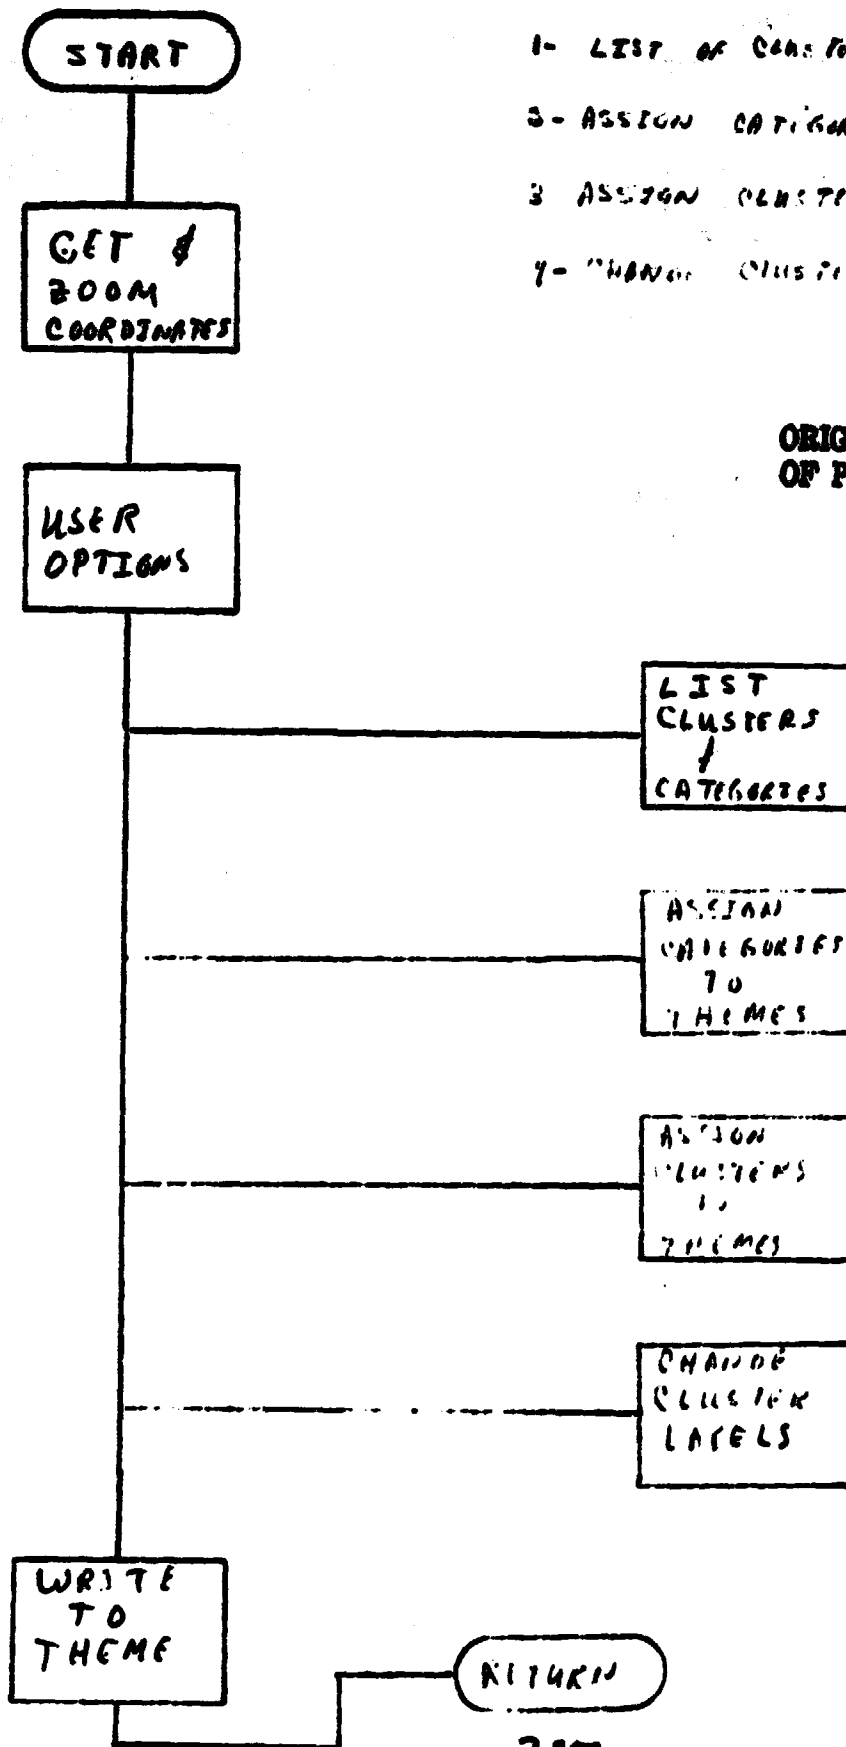 START
1- LIST OF
GET &
ZOOM
COORDINATES
3- ASSIGN
3 ASSIGN
ORIG
OF P
USER
OPTIONS
LIST
CLUSTERS
&
CATEGORIES
ASSIGN
CATEGORIES
TO
THEMES
ASSIGN
CLUSTERS
TO
THEMES
CHANGE
CLUSTER
LABELS
WRITE
TO
THEME
RETURN